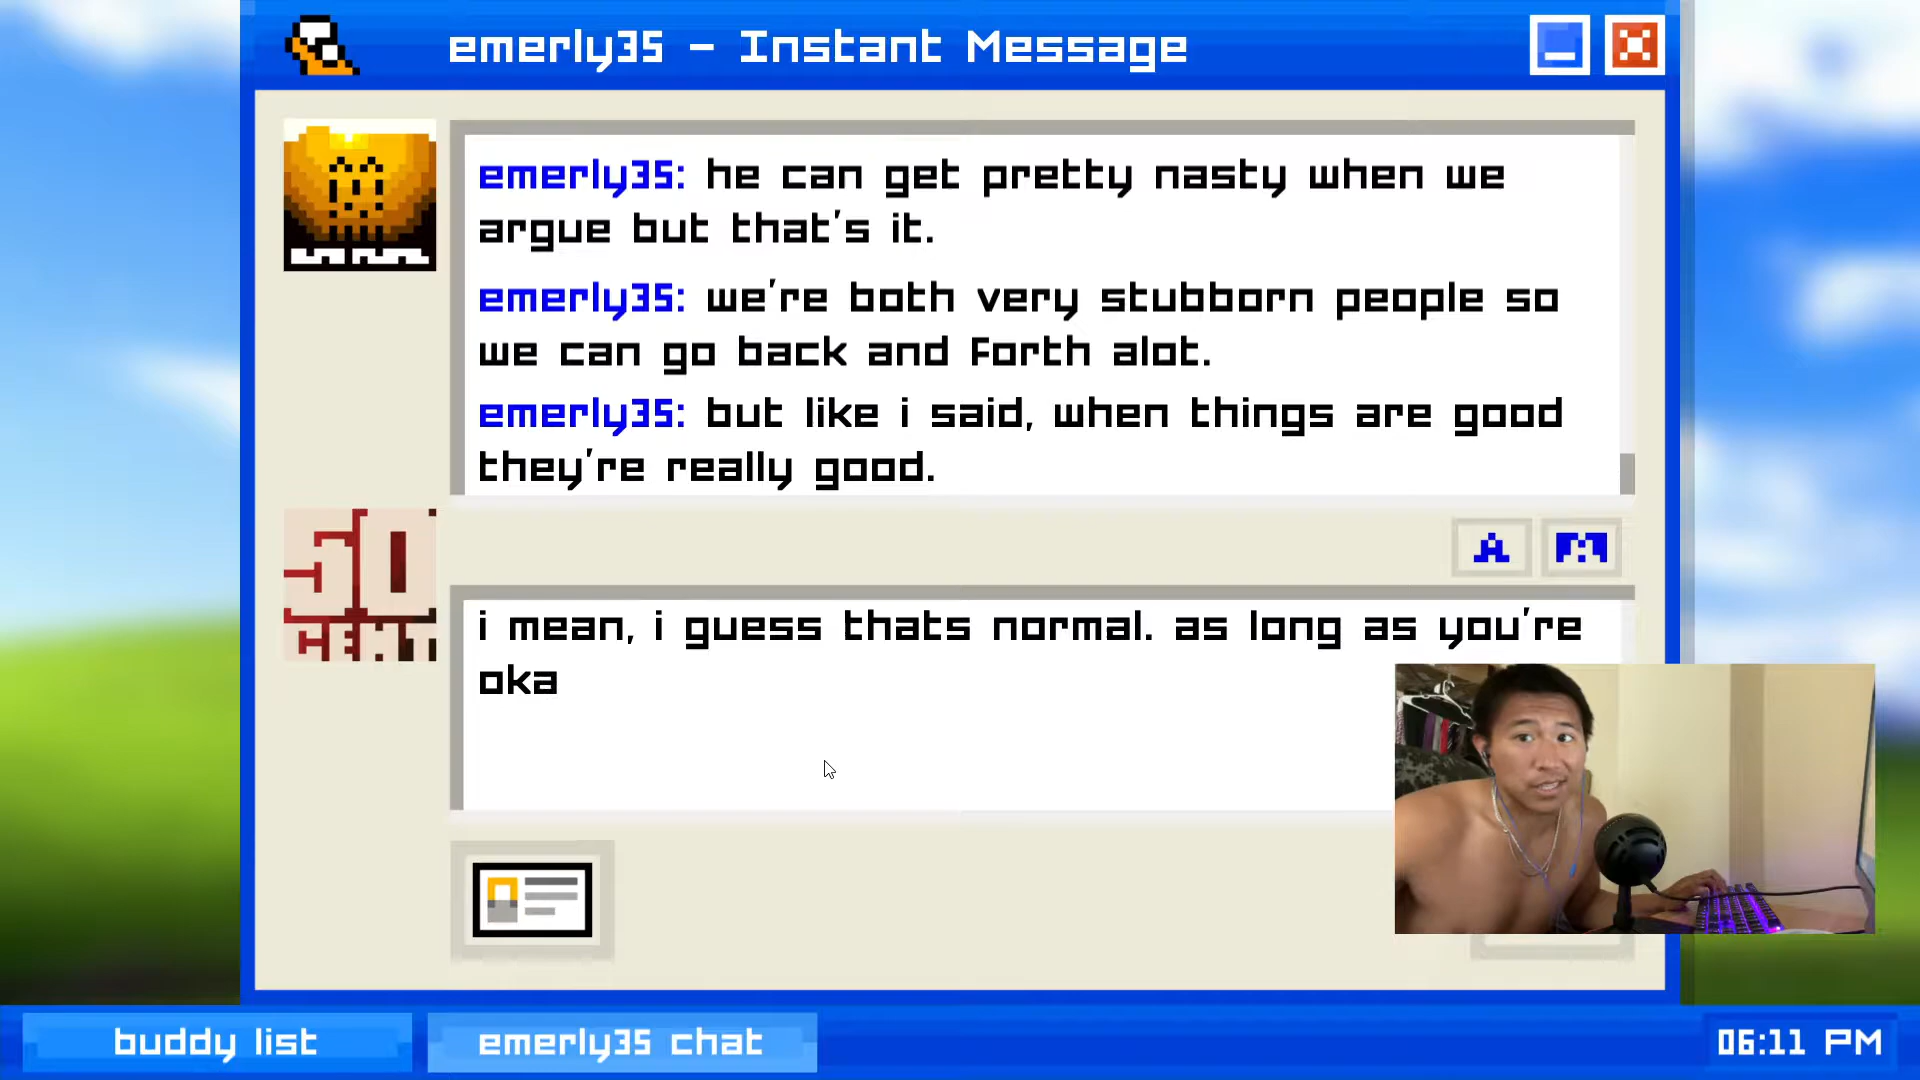 emerly35 - Instant Message
emerly35: he can get pretty nasty when we
argue but that's it.
emerly35: we're both very stubborn people so
we can go back and forth alot.
emerly35: but like i said, when things are good
they're really good.
50
CENT
A
i mean, i guess thats normal. as long as you're
oka
buddy list
emerly35 chat
06:11 PM